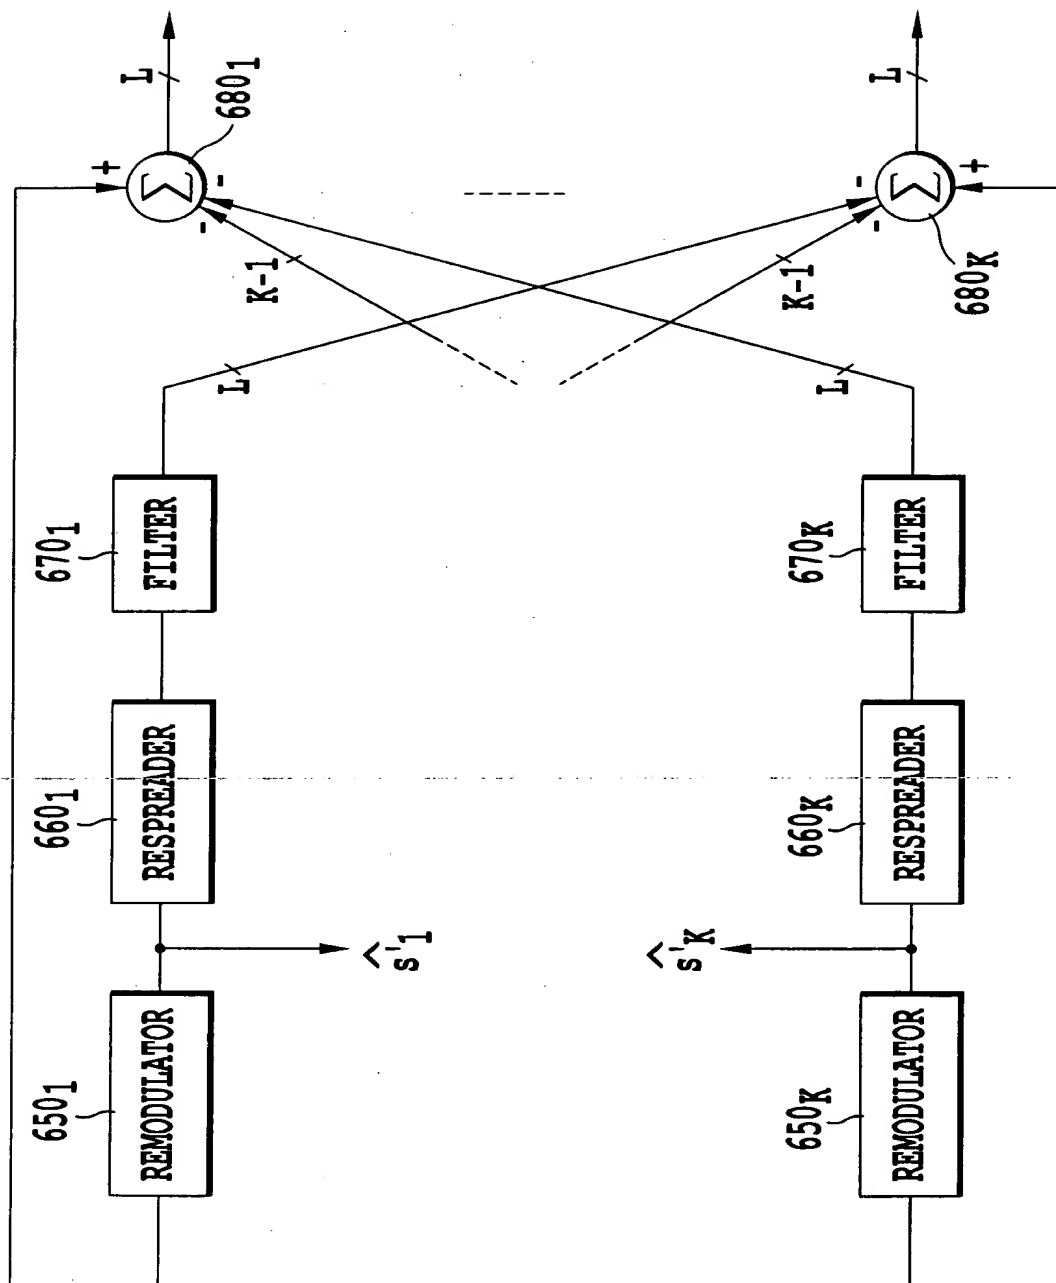 650₁
REMODULATOR
ŝ'₁
660₁
RESPREADER
670₁
FILTER
L
K-1
+
-
-
Σ
680₁
L
650K
REMODULATOR
ŝ'K
660K
RESPREADER
670K
FILTER
L
K-1
-
-
+
Σ
680K
L